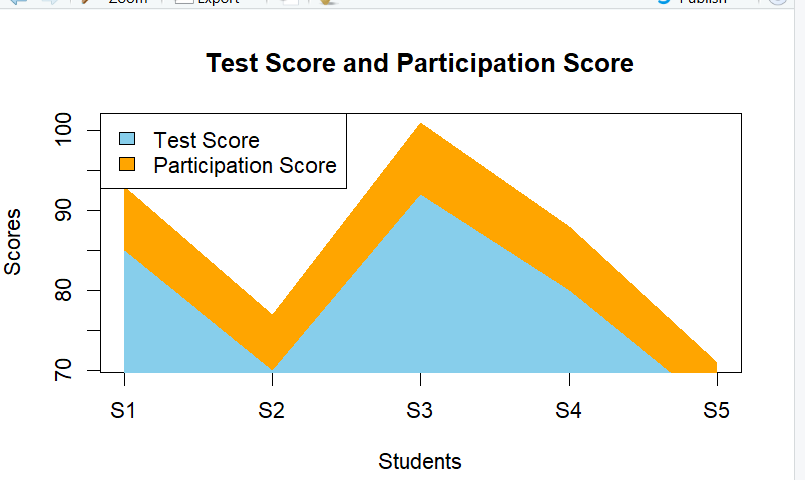 Zoom Export Publish
Test Score and Participation Score
Test Score
Participation Score
Scores
100
90
80
70
S1 S2 S3 S4 S5
Students